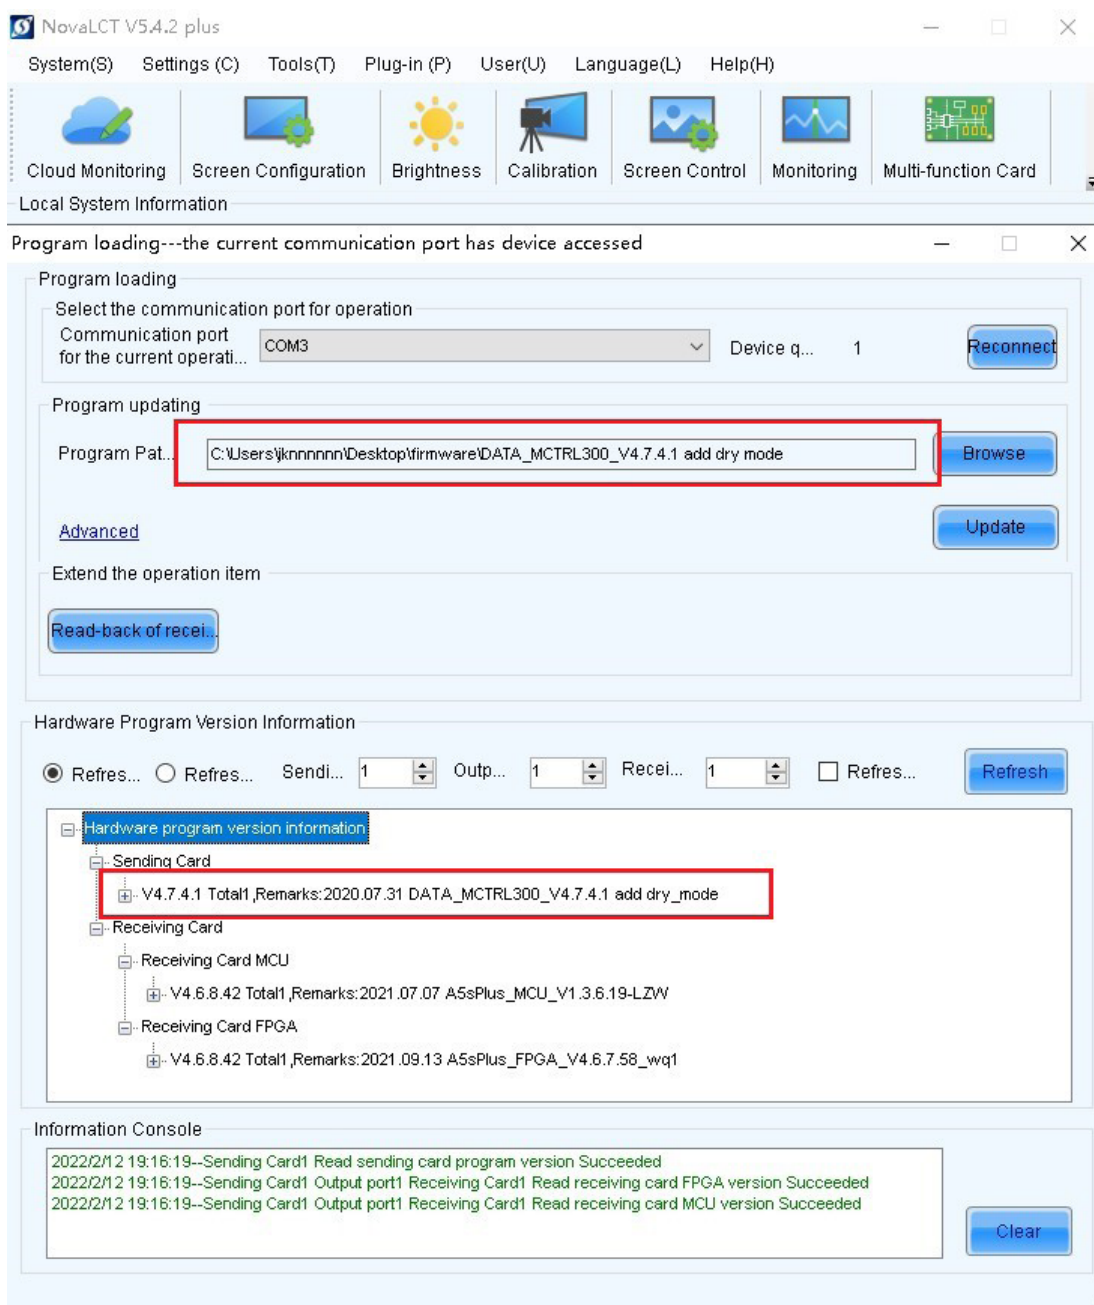 NovaLCT V5.4.2 plus
System(S) Settings (C) Tools(T) Plug-in (P) User(U) Language(L) Help(H)
Cloud Monitoring Screen Configuration Brightness Calibration Screen Control Monitoring Multi-function Card
Local System Information
Program loading---the current communication port has device accessed
Program loading
Select the communication port for operation
Communication port
for the current operati... COM3 Device q... 1 Reconnect
Program updating
Program Pat... C:\Users\jknnnnnn\Desktop\firmware\DATA_MCTRL300_V4.7.4.1 add dry mode Browse
Advanced Update
Extend the operation item
Read-back of recei...
Hardware Program Version Information
Refres... Refres... Sendi... 1 Outp... 1 Recei... 1 Refres... Refresh
Hardware program version information
Sending Card
V4.7.4.1 Total1,Remarks:2020.07.31 DATA_MCTRL300_V4.7.4.1 add dry_mode
Receiving Card
Receiving Card MCU
V4.6.8.42 Total1,Remarks:2021.07.07 A5sPlus_MCU_V1.3.6.19-LZW
Receiving Card FPGA
V4.6.8.42 Total1,Remarks:2021.09.13 A5sPlus_FPGA_V4.6.7.58_wq1
Information Console
2022/2/12 19:16:19--Sending Card1 Read sending card program version Succeeded
2022/2/12 19:16:19--Sending Card1 Output port1 Receiving Card1 Read receiving card FPGA version Succeeded
2022/2/12 19:16:19--Sending Card1 Output port1 Receiving Card1 Read receiving card MCU version Succeeded
Clear